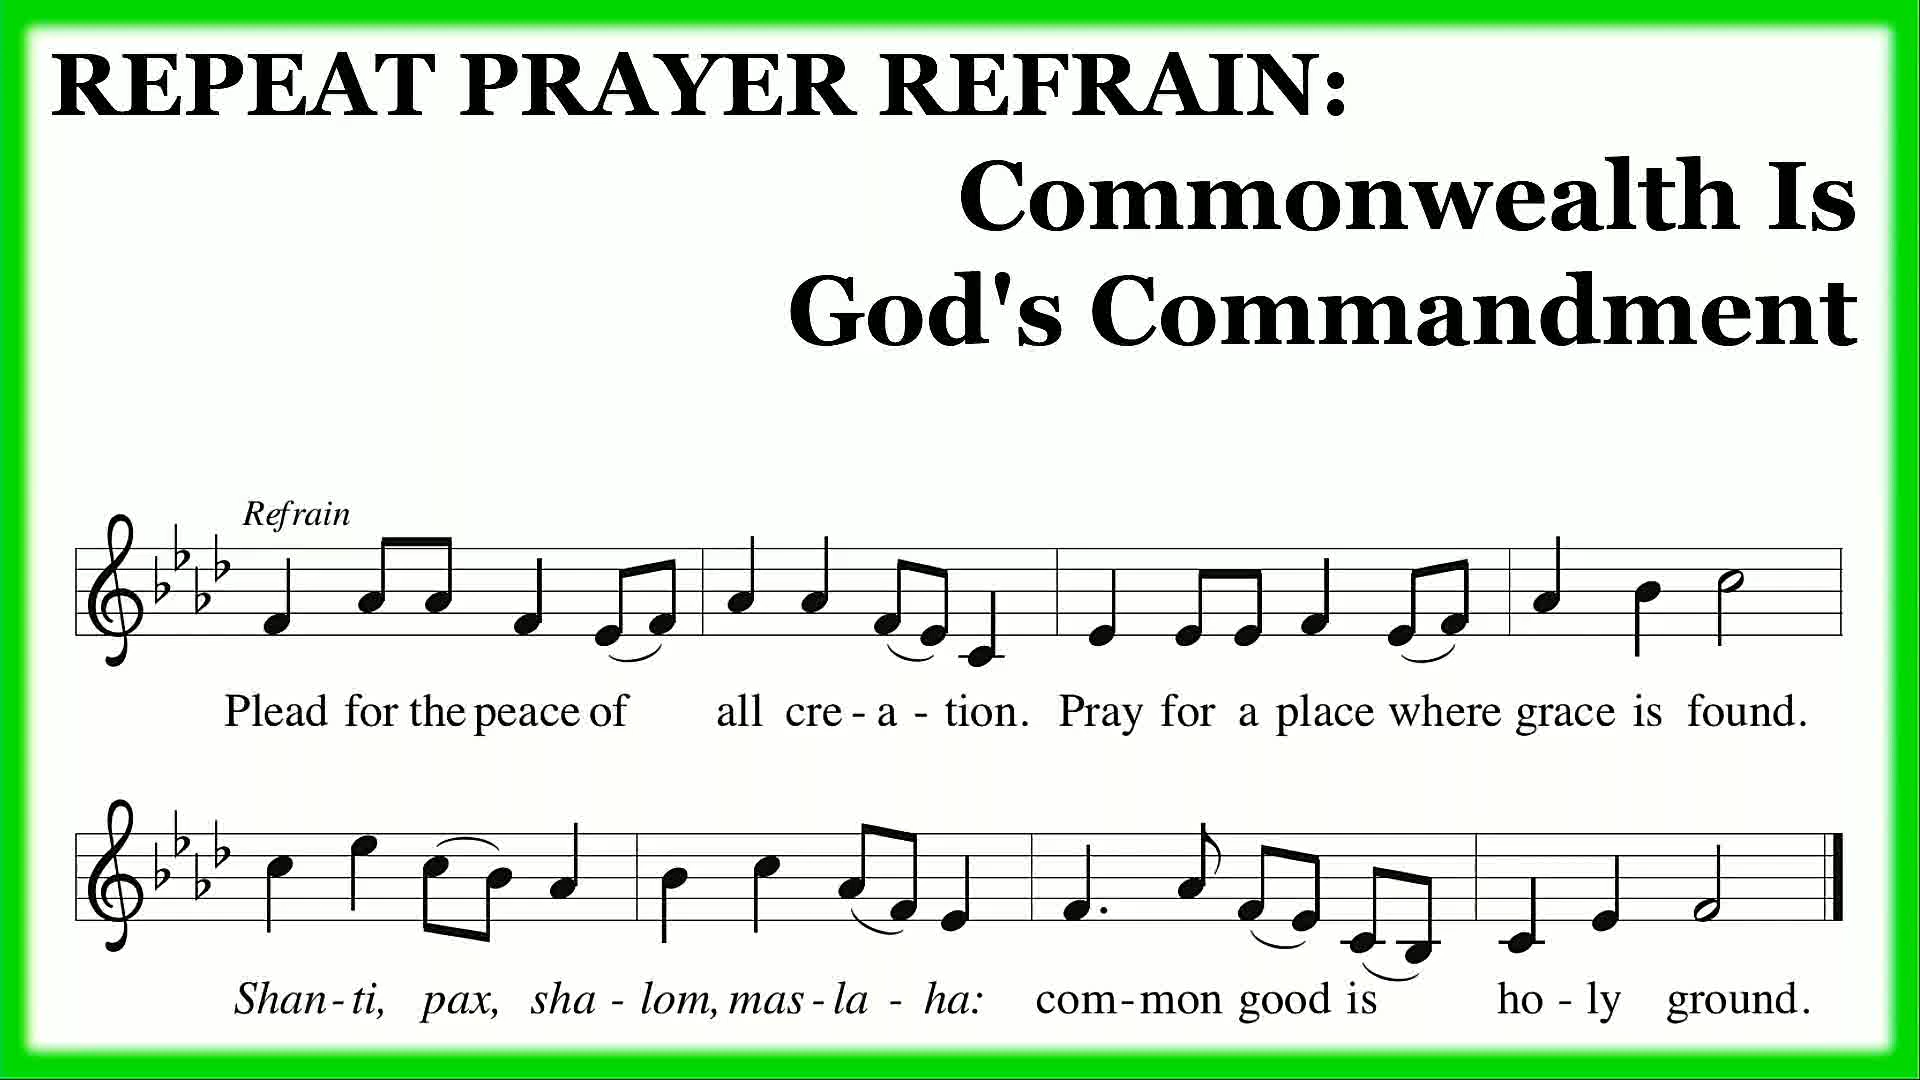 REPEAT PRAYER REFRAIN:
Commonwealth Is
God's Commandment
Refrain
Plead for the peace of all cre - a - tion. Pray for a place where grace is found.
Shan - ti, pax, sha - lom, mas - la - ha: com - mon good is ho - ly ground.